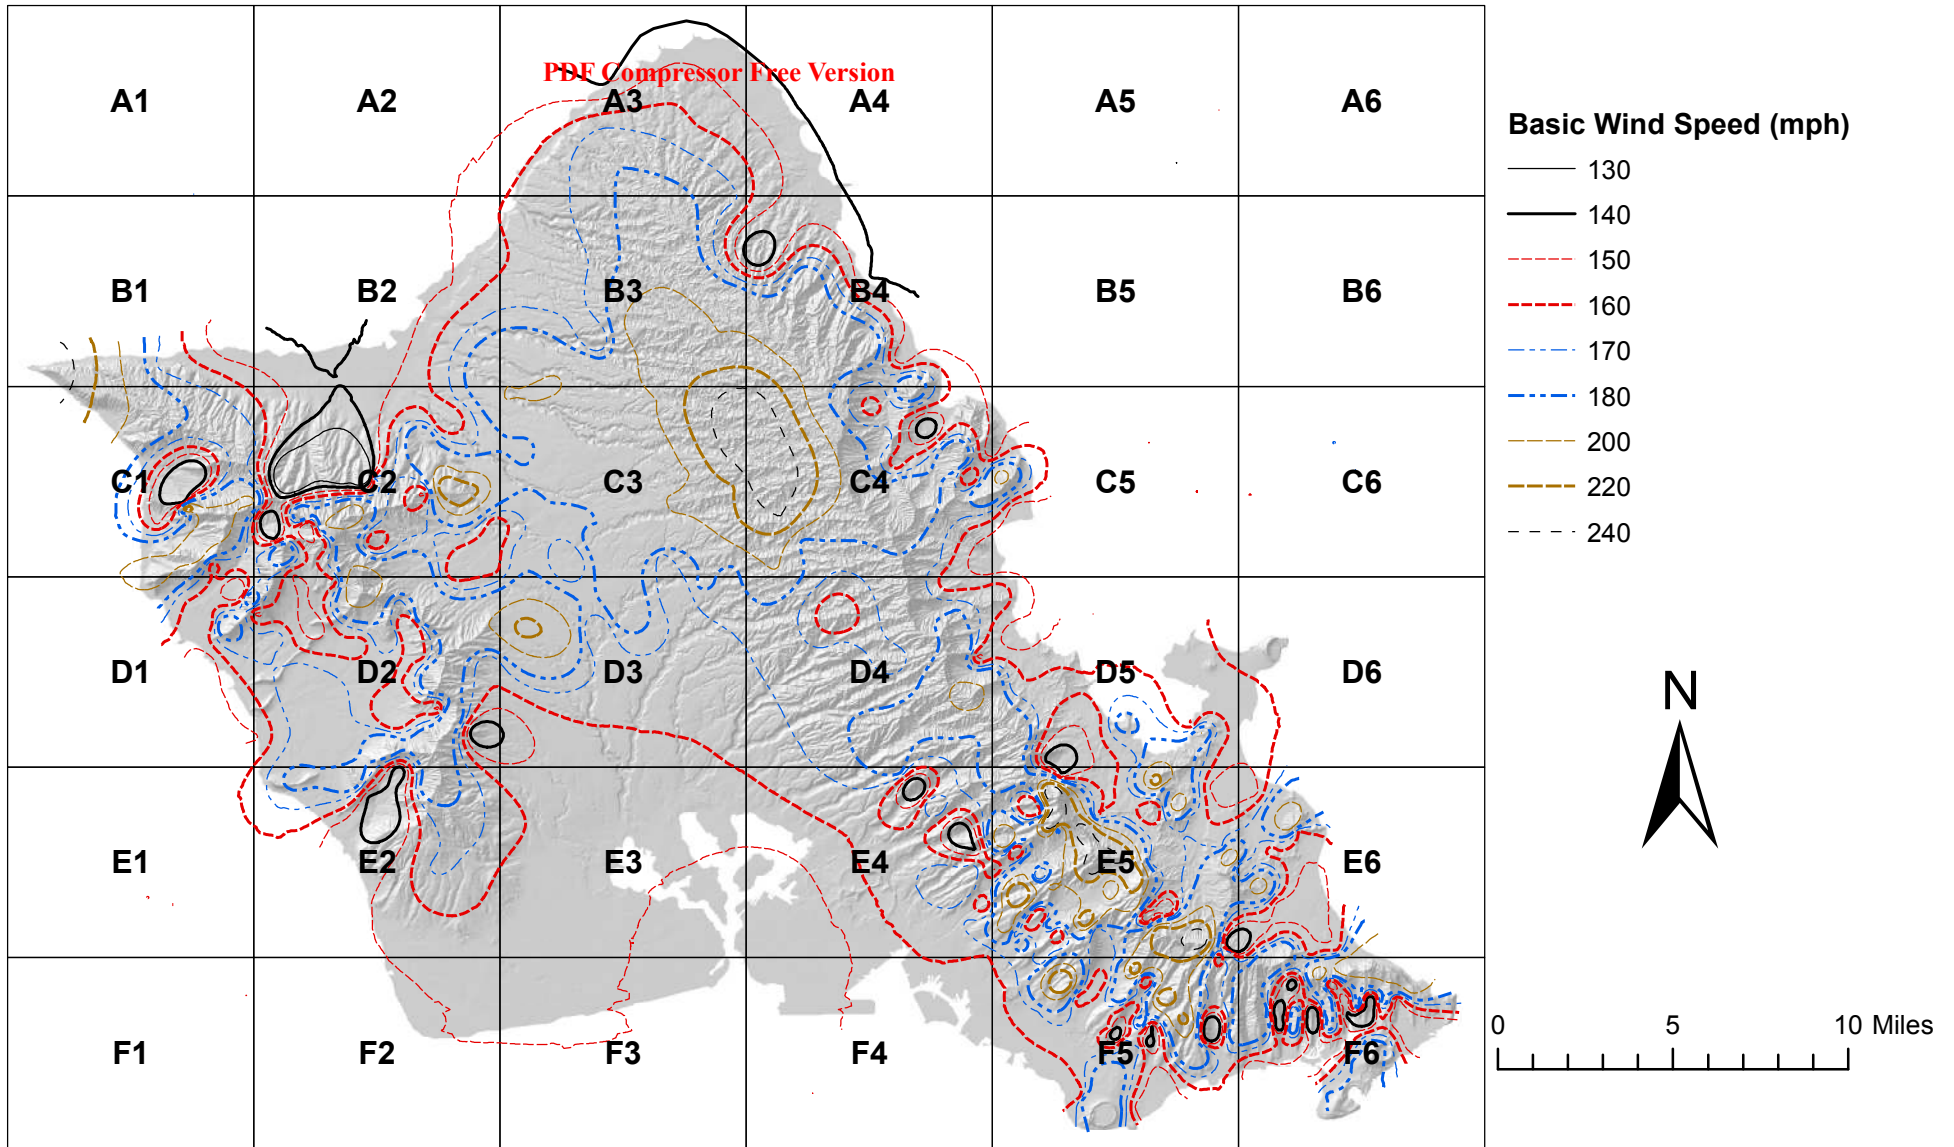 PDF Compressor Free Version
A1 A2 A3 A4 A5 A6
B1 B2 B3 B4 B5 B6
C1 C2 C3 C4 C5 C6
D1 D2 D3 D4 D5 D6
E1 E2 E3 E4 E5 E6
F1 F2 F3 F4 F5 F6
Basic Wind Speed (mph)
130
140
150
160
170
180
200
220
240
N
0 5 10 Miles